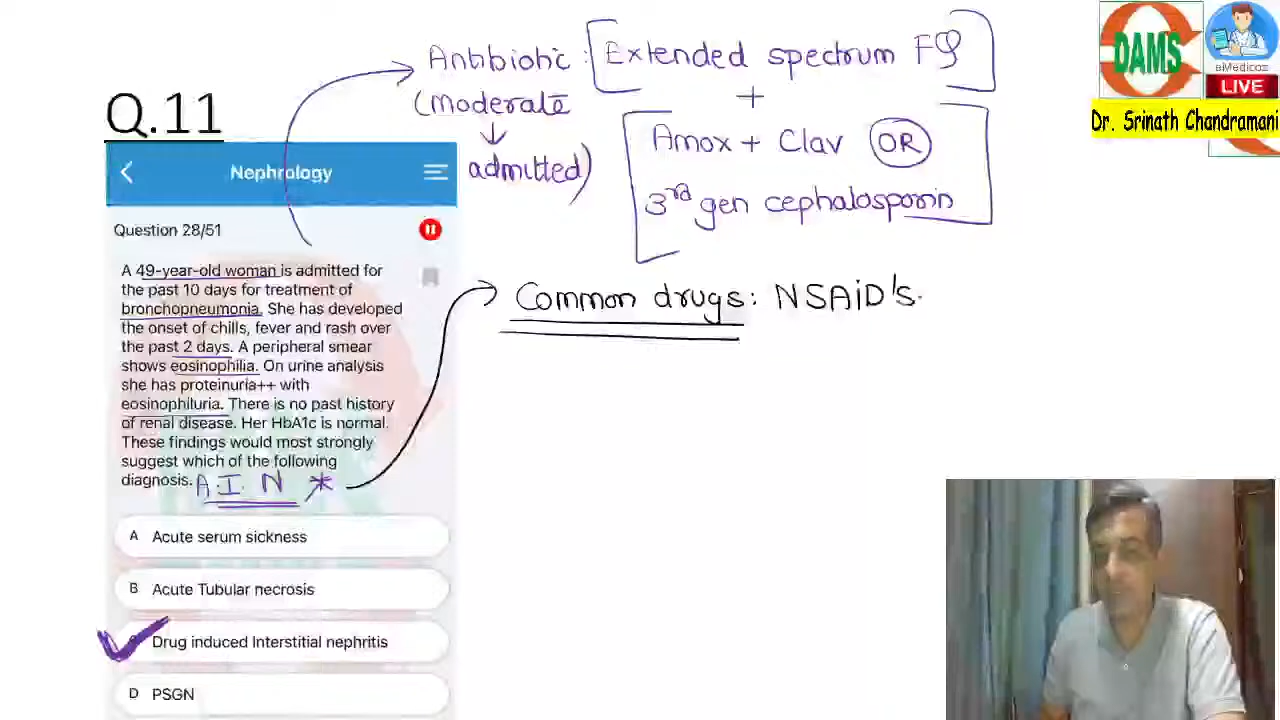 Antibiotic : [Extended spectrum FQ]
(moderate
↓
admitted)
+
[Amox + Clav OR
3rd gen cephalosporin]
DAMS
eMedicoz
LIVE
Dr. Srinath Chandramani
Q.11
Nephrology
Question 28/51
A 49-year-old woman is admitted for
the past 10 days for treatment of
bronchopneumonia. She has developed
the onset of chills, fever and rash over
the past 2 days. A peripheral smear
shows eosinophilia. On urine analysis
she has proteinuria++ with
eosinophiluria. There is no past history
of renal disease. Her HbA1c is normal.
These findings would most strongly
suggest which of the following
diagnosis. A.I.N *
Common drugs: NSAiD's.
A Acute serum sickness
B Acute Tubular necrosis
Drug induced Interstitial nephritis
D PSGN